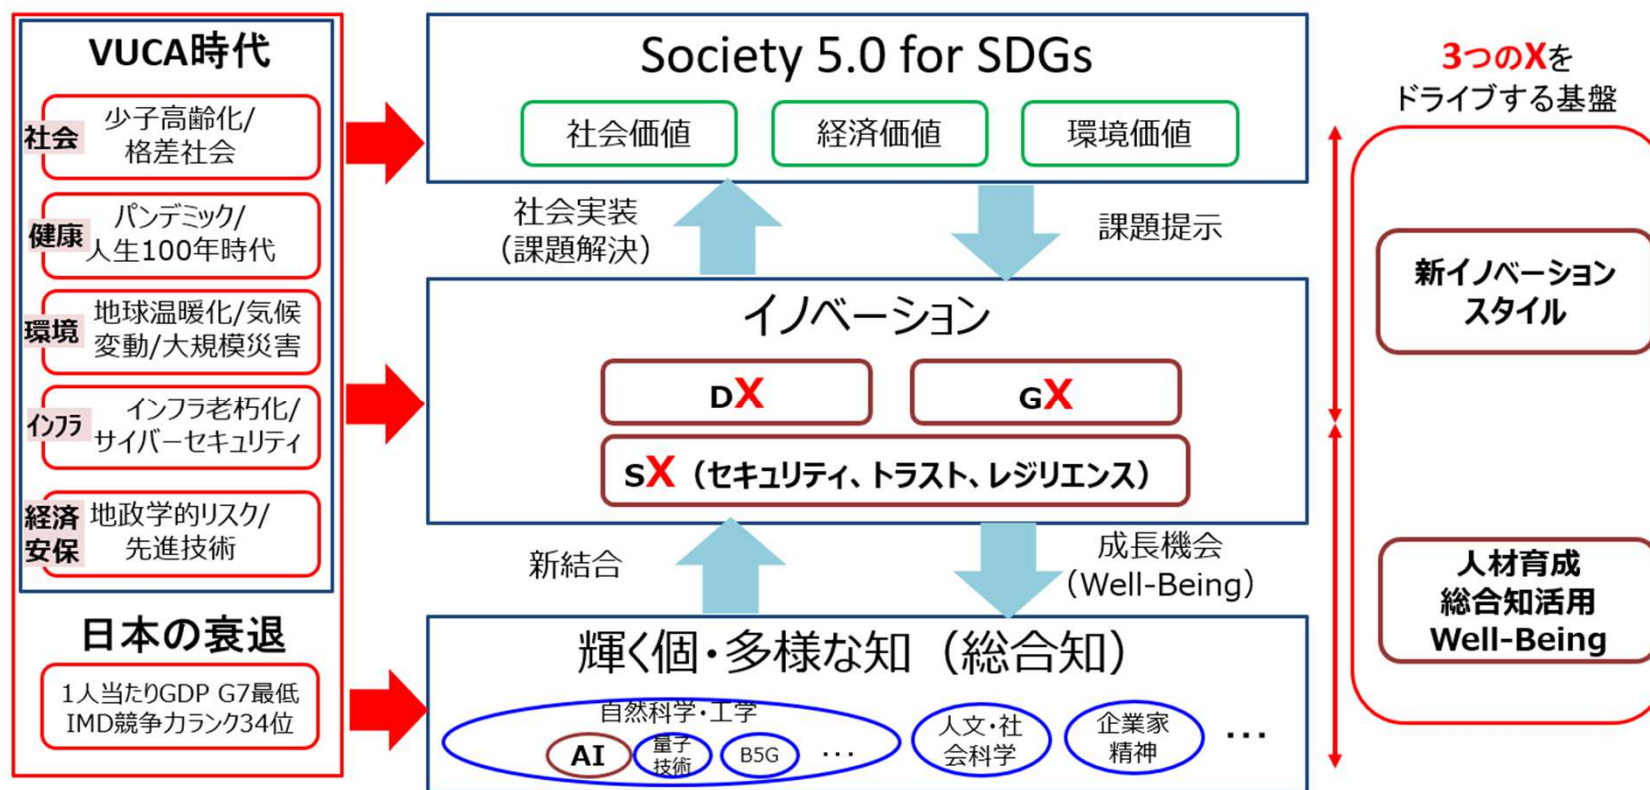 VUCA時代
社会
少子高齢化/
格差社会
健康
パンデミック/
人生100年時代
環境
地球温暖化/気候
変動/大規模災害
インフラ
インフラ老朽化/
サイバーセキュリティ
経済
安保
地政学的リスク/
先進技術
日本の衰退
1人当たりGDP G7最低
IMD競争力ランク34位
Society 5.0 for SDGs
社会価値
経済価値
環境価値
社会実装
(課題解決)
課題提示
イノベーション
DX
GX
SX（セキュリティ、トラスト、レジリエンス）
新結合
成長機会
（Well-Being）
輝く個・多様な知（総合知）
自然科学・工学
AI
量子
技術
B5G
…
人文・社
会科学
企業家
精神
…
3つのXを
ドライブする基盤
新イノベーション
スタイル
人材育成
総合知活用
Well-Being